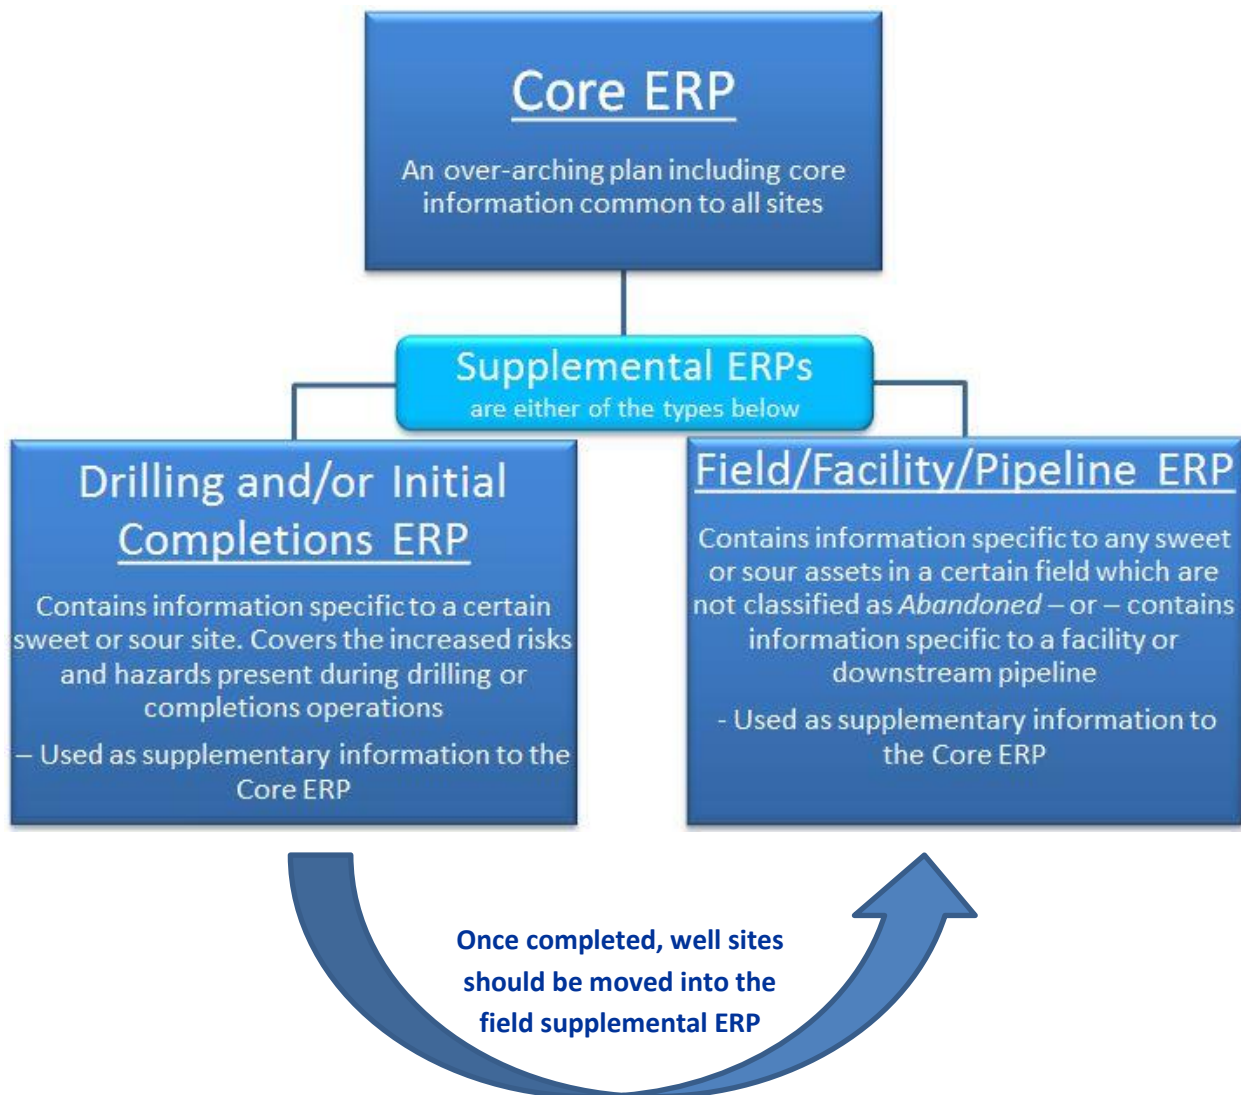 Core ERP
An over-arching plan including core
information common to all sites
Supplemental ERPs
are either of the types below
Drilling and/or Initial
Completions ERP
Contains information specific to a certain
sweet or sour site. Covers the increased risks
and hazards present during drilling or
completions operations
– Used as supplementary information to the
Core ERP
Field/Facility/Pipeline ERP
Contains information specific to any sweet
or sour assets in a certain field which are
not classified as Abandoned – or – contains
information specific to a facility or
downstream pipeline
- Used as supplementary information to
the Core ERP
Once completed, well sites
should be moved into the
field supplemental ERP